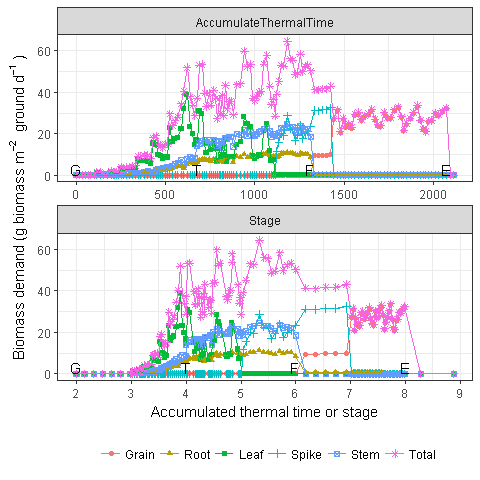 AccumulateThermalTime
60
40
20
0
G T F E
0 500 1000 1500 2000
Stage
60
40
20
0
G T F E
2 3 4 5 6 7 8 9
Biomass demand (g biomass m⁻² ground d⁻¹ )
Accumulated thermal time or stage
Grain Root Leaf Spike Stem Total